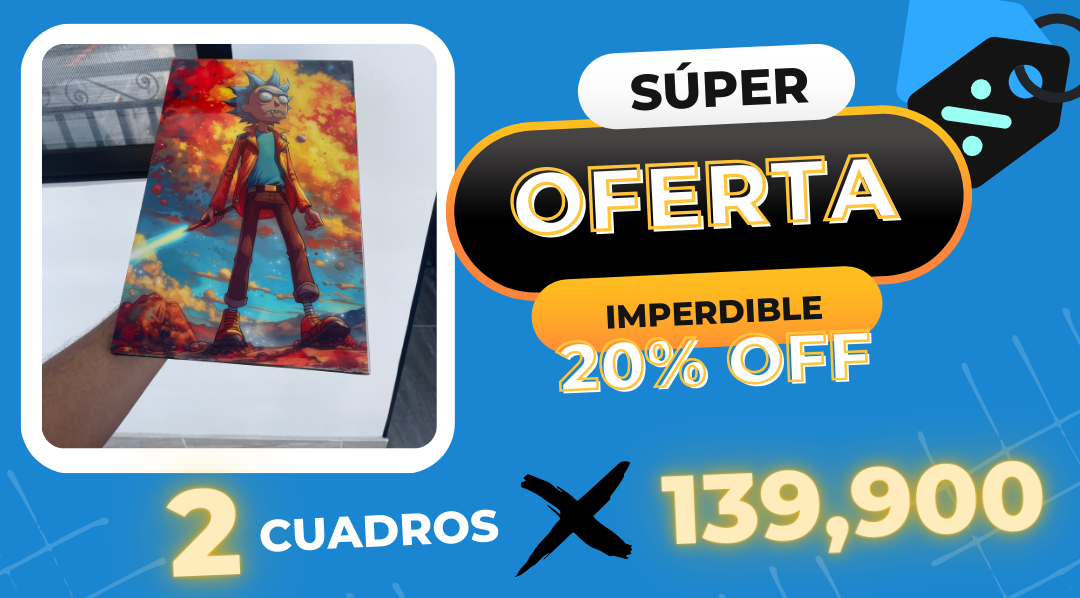 SÚPER
OFERTA
IMPERDIBLE
20% OFF
2 CUADROS X 139,900